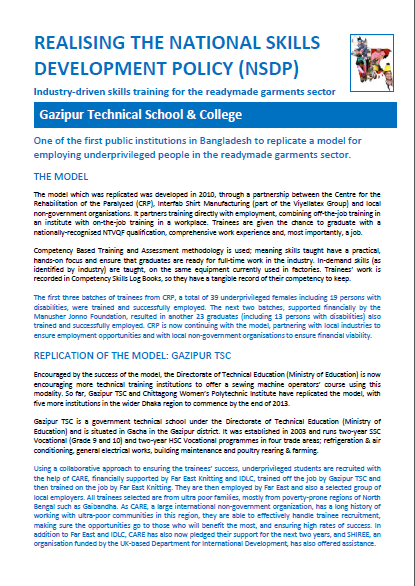 REALISING THE NATIONAL SKILLS
DEVELOPMENT POLICY (NSDP)
Industry-driven skills training for the readymade garments sector
Gazipur Technical School & College
One of the first public institutions in Bangladesh to replicate a model for
employing underprivileged people in the readymade garments sector.
THE MODEL
The model which was replicated was developed in 2010, through a partnership between the Centre for the
Rehabilitation of the Paralyzed (CRP), Interfab Shirt Manufacturing (part of the Viyellatex Group) and local
non-government organisations. It partners training directly with employment, combining off-the-job training in
an institute with on-the-job training in a workplace. Trainees are given the chance to graduate with a
nationally-recognised NTVQF qualification, comprehensive work experience and, most importantly, a job.
Competency Based Training and Assessment methodology is used; meaning skills taught have a practical,
hands-on focus and ensure that graduates are ready for full-time work in the industry. In-demand skills (as
identified by industry) are taught, on the same equipment currently used in factories. Trainees' work is
recorded in Competency Skills Log Books, so they have a tangible record of their competency to keep.
The first three batches of trainees from CRP, a total of 39 underprivileged females including 19 persons with
disabilities, were trained and successfully employed. The next two batches, supported financially by the
Manusher Jonno Foundation, resulted in another 23 graduates (including 13 persons with disabilities) also
trained and successfully employed. CRP is now continuing with the model, partnering with local industries to
ensure employment opportunities and with local non-government organisations to ensure financial viability.
REPLICATION OF THE MODEL: GAZIPUR TSC
Encouraged by the success of the model, the Directorate of Technical Education (Ministry of Education) is now
encouraging more technical training institutions to offer a sewing machine operators' course using this
modality. So far, Gazipur TSC and Chittagong Women's Polytechnic Institute have replicated the model, with
five more institutions in the wider Dhaka region to commence by the end of 2013.
Gazipur TSC is a government technical school under the Directorate of Technical Education (Ministry of
Education) and is situated in Gacha in the Gazipur district. It was established in 2003 and runs two-year SSC
Vocational (Grade 9 and 10) and two-year HSC Vocational programmes in four trade areas; refrigeration & air
conditioning, general electrical works, building maintenance and poultry rearing & farming.
Using a collaborative approach to ensuring the trainees' success, underprivileged students are recruited with
the help of CARE, financially supported by Far East Knitting and IDLC, trained off the job by Gazipur TSC and
then trained on the job by Far East Knitting. They are then employed by Far East and also a selected group of
local employers. All trainees selected are from ultra poor families, mostly from poverty-prone regions of North
Bengal such as Gaibandha. As CARE, a large international non-government organization, has a long history of
working with ultra-poor communities in this region, they are able to effectively handle trainee recruitment,
making sure the opportunities go to those who will benefit the most, and ensuring high rates of success. In
addition to Far East and IDLC, CARE has also now pledged their support for the next two years, and SHIREE, an
organisation funded by the UK-based Department for International Development, has also offered assistance.